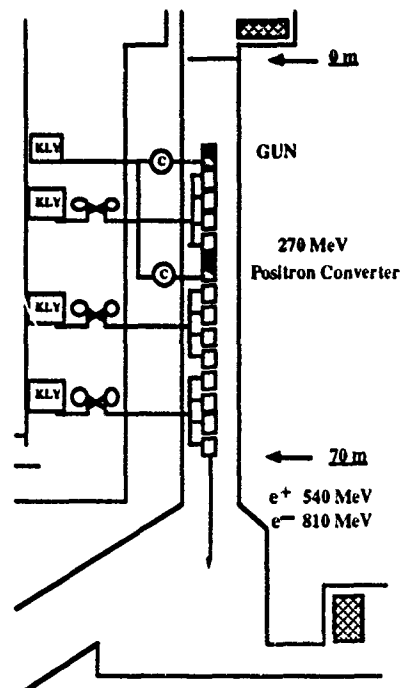 0 m
KLY
C
GUN
KLY
270 MeV
Positron Converter
C
KLY
KLY
70 m
e+ 540 MeV
e− 810 MeV